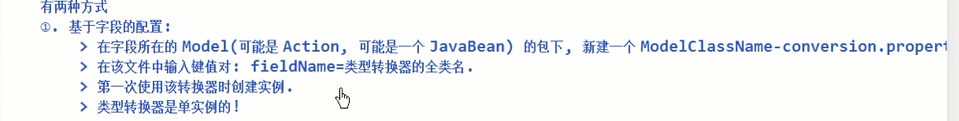 有两种方式
①. 基于字段的配置:
> 在字段所在的 Model(可能是 Action, 可能是一个 JavaBean) 的包下, 新建一个 ModelClassName-conversion.propert
> 在该文件中输入键值对: fieldName=类型转换器的全类名.
> 第一次使用该转换器时创建实例.
> 类型转换器是单实例的!